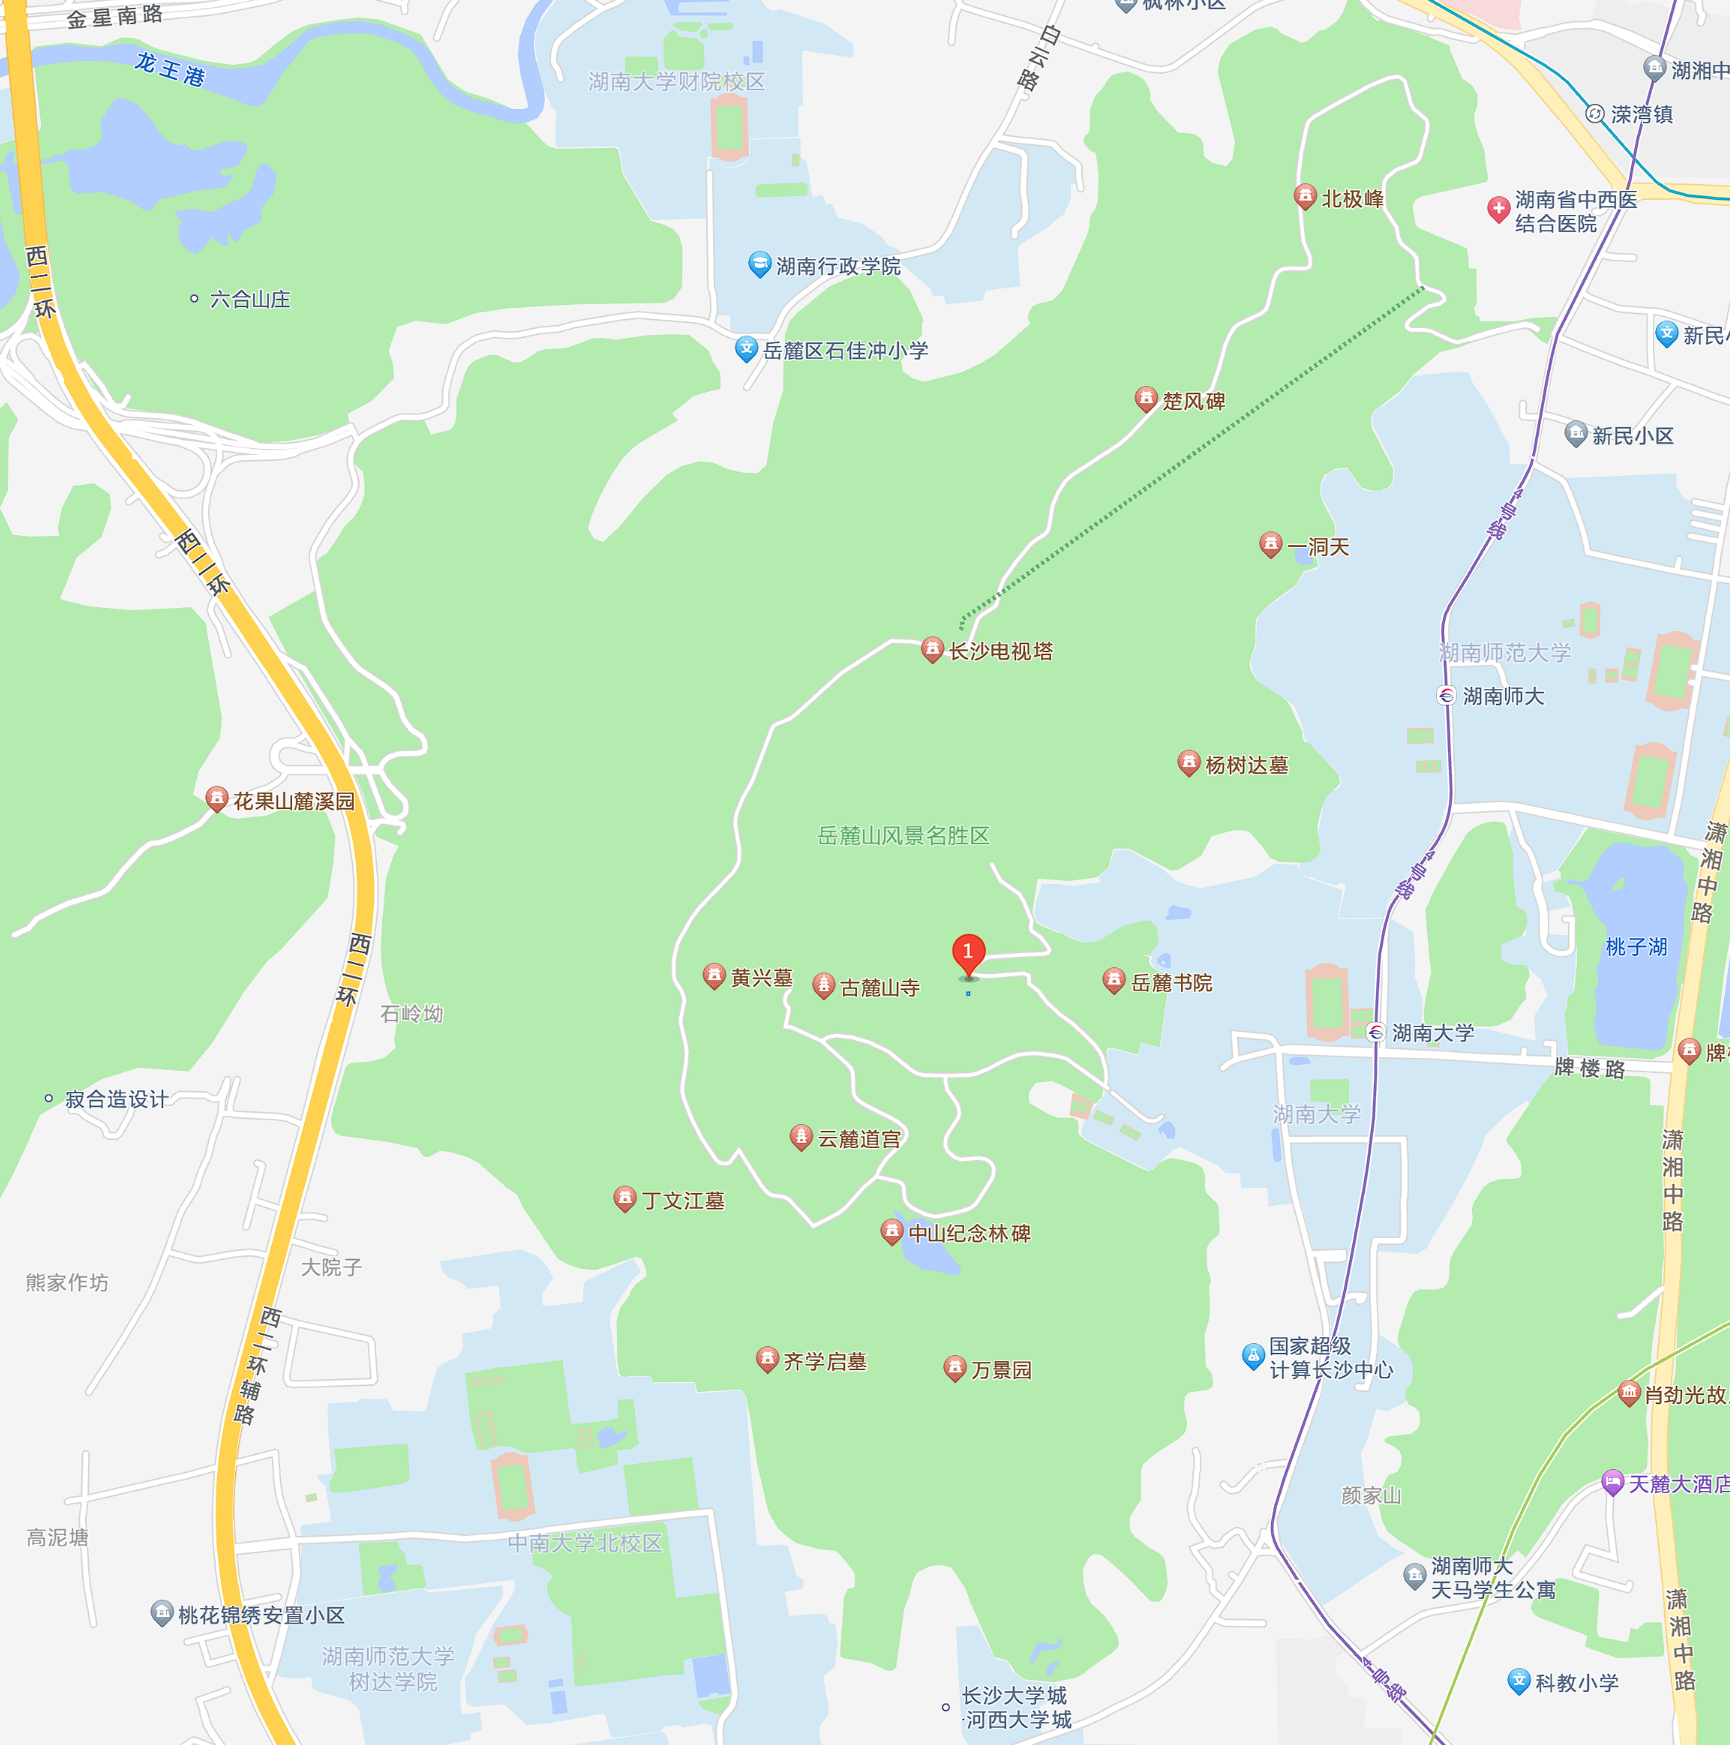 金星南路
枫林小区
白云路
龙王港
湖南大学财院校区
湖湘中
溁湾镇
北极峰
湖南省中西医
结合医院
西二环
湖南行政学院
六合山庄
岳麓区石佳冲小学
新民小
楚风碑
新民小区
4号线
西二环
一洞天
长沙电视塔
湖南师范大学
湖南师大
杨树达墓
花果山麓溪园
岳麓山风景名胜区
潇湘中路
4号线
西二环
桃子湖
1
黄兴墓
古麓山寺
岳麓书院
石岭坳
湖南大学
牌楼路
牌
寂合造设计
湖南大学
云麓道宫
潇湘中路
丁文江墓
中山纪念林碑
大院子
熊家作坊
西二环辅路
国家超级
计算长沙中心
齐学启墓
万景园
肖劲光故
天麓大酒店
颜家山
高泥塘
中南大学北校区
湖南师大
天马学生公寓
桃花锦绣安置小区
潇湘中路
湖南师范大学
树达学院
4号线
科教小学
长沙大学城
·河西大学城